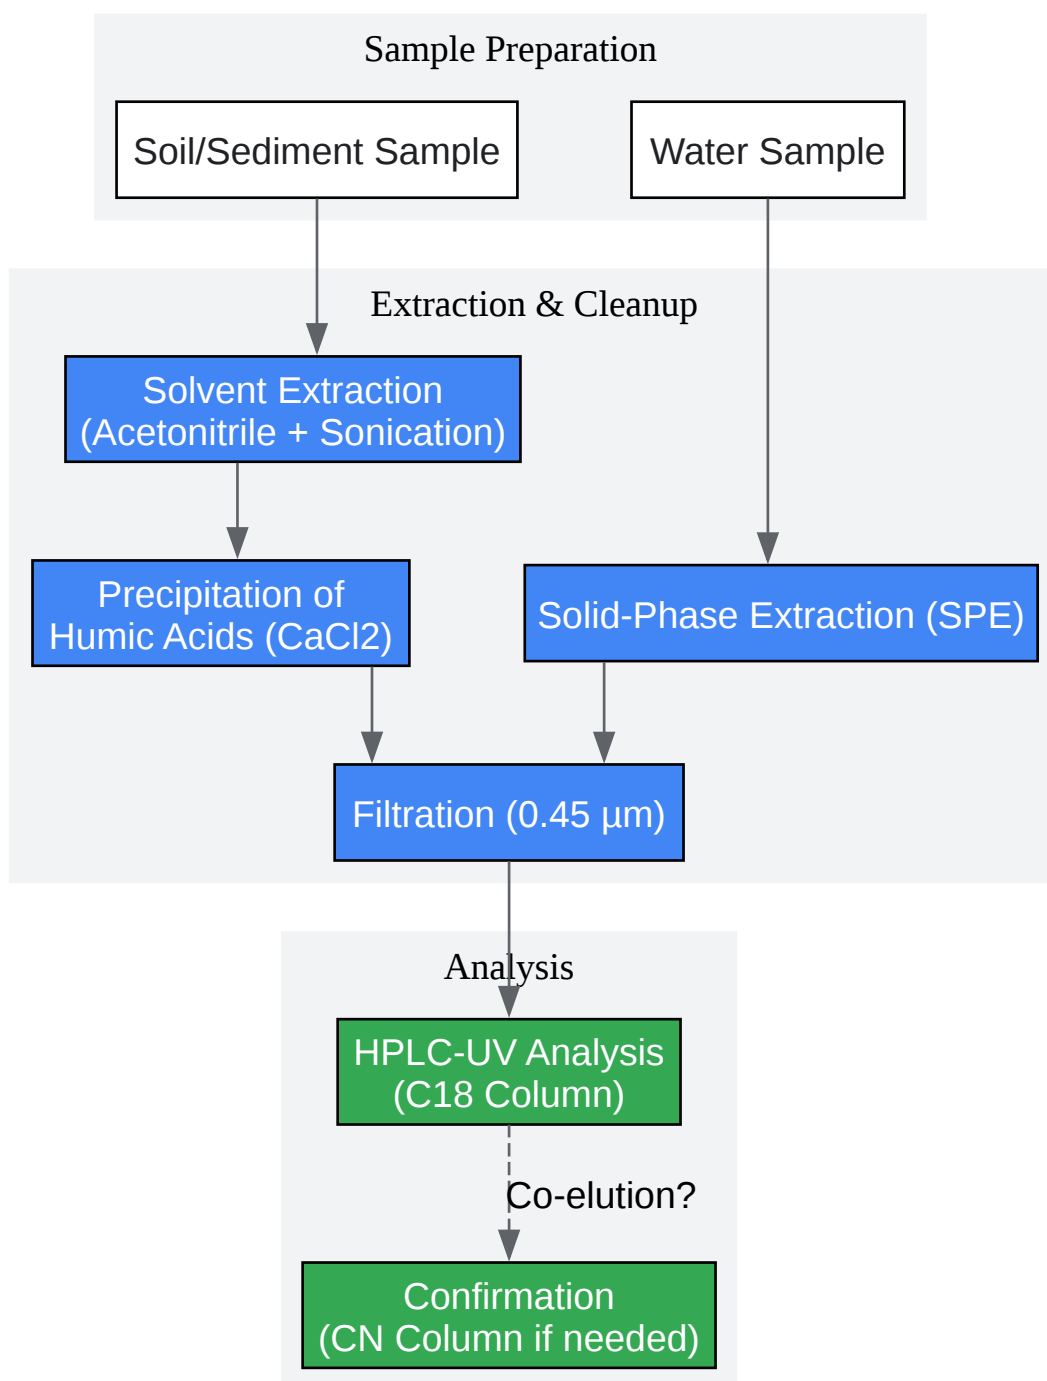 Sample Preparation
Soil/Sediment Sample
Water Sample
Extraction & Cleanup
Solvent Extraction
(Acetonitrile + Sonication)
Precipitation of
Humic Acids (CaCl2)
Solid-Phase Extraction (SPE)
Filtration (0.45 µm)
Analysis
HPLC-UV Analysis
(C18 Column)
Co-elution?
Confirmation
(CN Column if needed)